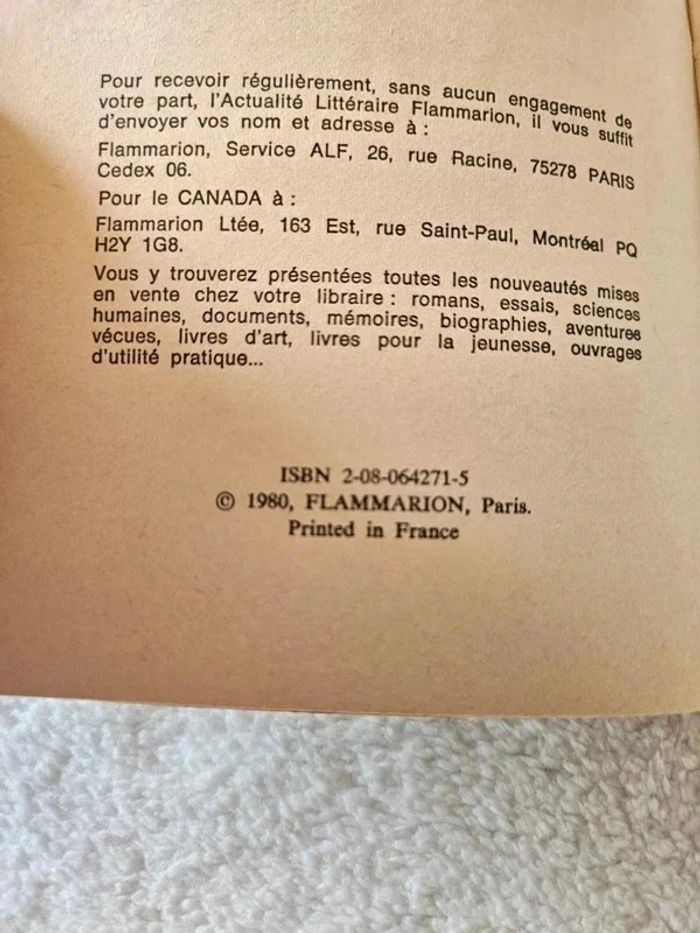 Pour recevoir régulièrement, sans aucun engagement de
votre part, l'Actualité Littéraire Flammarion, il vous suffit
d'envoyer vos nom et adresse à :
Flammarion, Service ALF, 26, rue Racine, 75278 PARIS
Cedex 06.
Pour le CANADA à :
Flammarion Ltée, 163 Est, rue Saint-Paul, Montréal PQ
H2Y 1G8.
Vous y trouverez présentées toutes les nouveautés mises
en vente chez votre libraire : romans, essais, sciences
humaines, documents, mémoires, biographies, aventures
vécues, livres d'art, livres pour la jeunesse, ouvrages
d'utilité pratique...
ISBN 2-08-064271-5
© 1980, FLAMMARION, Paris.
Printed in France